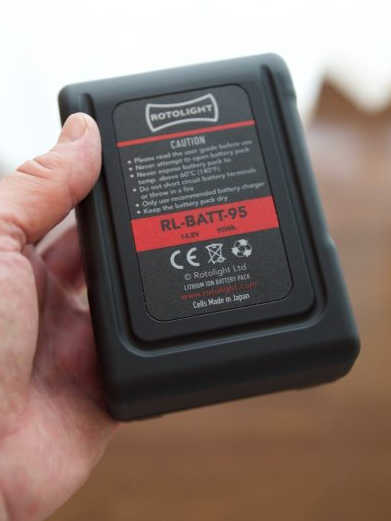 ROTOLIGHT
CAUTION
• Please read the user guide before use
• Never attempt to open battery pack
• Never expose battery pack to
temp. above 60°C (140°F)
• Do not short circuit battery terminals
or throw in a fire
• Only use recommended battery charger
• Keep the battery pack dry
RL-BATT-95
14.8V 95Wh
CE
© Rotolight Ltd
LITHIUM ION BATTERY PACK
www.rotolight.com
Cells Made in Japan